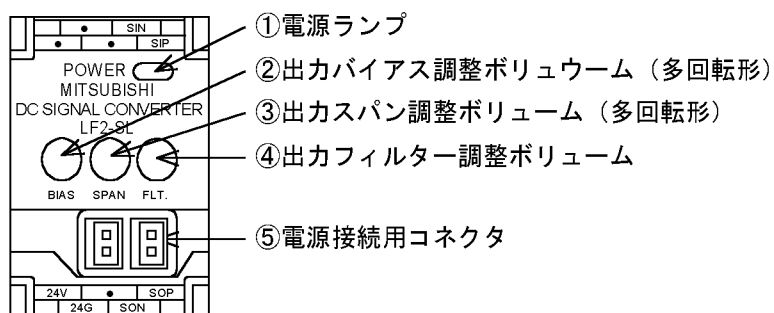 SIN
SIP
POWER
MITSUBISHI
DC SIGNAL CONVERTER
LF2-SL
BIAS SPAN FLT.
24V SOP
24G SON
①電源ランプ
②出力バイアス調整ボリュウーム（多回転形）
③出力スパン調整ボリューム（多回転形）
④出力フィルター調整ボリューム
⑤電源接続用コネクタ